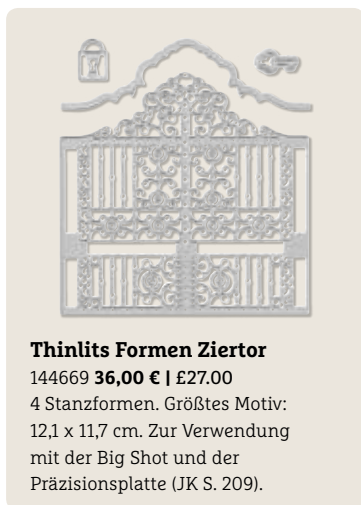 Thinlits Formen Ziertor
144669 36,00 € | £27.00
4 Stanzformen. Größtes Motiv:
12,1 x 11,7 cm. Zur Verwendung
mit der Big Shot und der
Präzisionsplatte (JK S. 209).